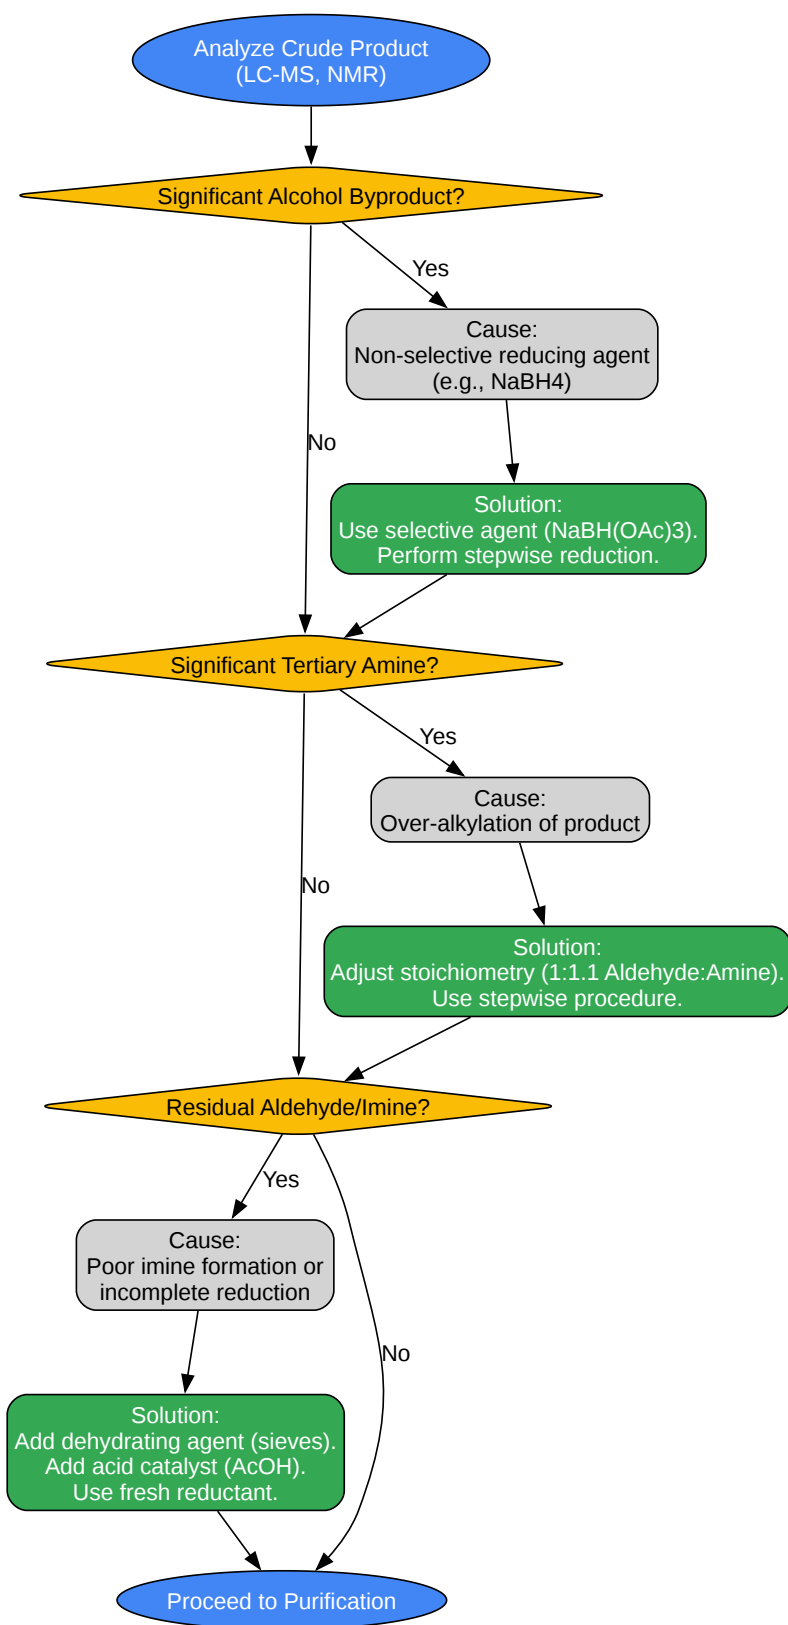 Analyze Crude Product
(LC-MS, NMR)
Significant Alcohol Byproduct?
Yes
Cause:
Non-selective reducing agent
(e.g., NaBH4)
No
Solution:
Use selective agent (NaBH(OAc)3).
Perform stepwise reduction.
Significant Tertiary Amine?
Yes
Cause:
Over-alkylation of product
No
Solution:
Adjust stoichiometry (1:1.1 Aldehyde:Amine).
Use stepwise procedure.
Residual Aldehyde/Imine?
Yes
Cause:
Poor imine formation or
incomplete reduction
No
Solution:
Add dehydrating agent (sieves).
Add acid catalyst (AcOH).
Use fresh reductant.
Proceed to Purification